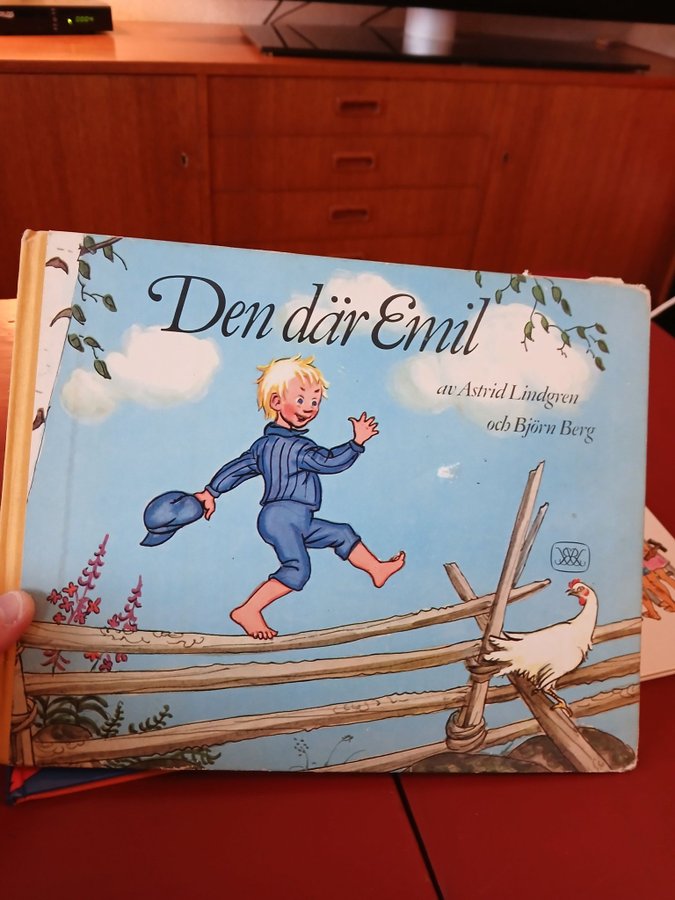 Den där Emil
av Astrid Lindgren
och Björn Berg